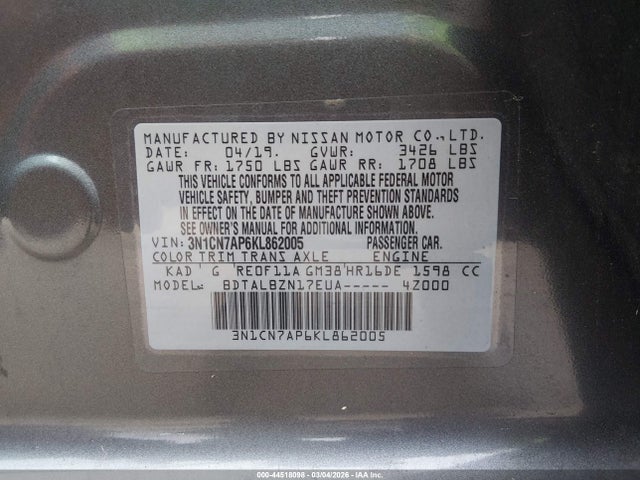 MANUFACTURED BY NISSAN MOTOR CO.,LTD.
DATE: 04/19. GVWR: 3426 LBS
GAWR FR: 1750 LBS GAWR RR: 1708 LBS
THIS VEHICLE CONFORMS TO ALL APPLICABLE FEDERAL MOTOR
VEHICLE SAFETY, BUMPER AND THEFT PREVENTION STANDARDS
IN EFFECT ON THE DATE OF MANUFACTURE SHOWN ABOVE.
SEE OWNER'S MANUAL FOR ADDITIONAL INFORMATION.
VIN: 3N1CN7AP6KL862005 PASSENGER CAR.
COLOR TRIM TRANS AXLE ENGINE
KAD ' G 'RE0F11A GM38'HR16DE 1598 CC
MODEL: BDTALBZN17EUA----- 4Z000
3N1CN7AP6KL862005
000-44518098 - 03/04/2026 - IAA Inc.